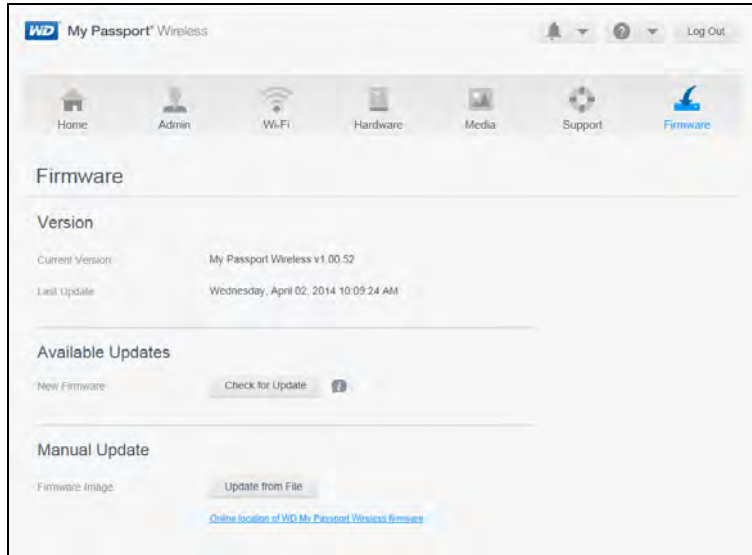 WD My Passport® Wireless
Log Out
Home Admin Wi-Fi Hardware Media Support Firmware
Firmware
Version
Current Version My Passport Wireless v1.00.52
Last Update Wednesday, April 02, 2014 10:09:24 AM
Available Updates
New Firmware Check for Update i
Manual Update
Firmware Image Update from File
Online location of WD My Passport Wireless firmware